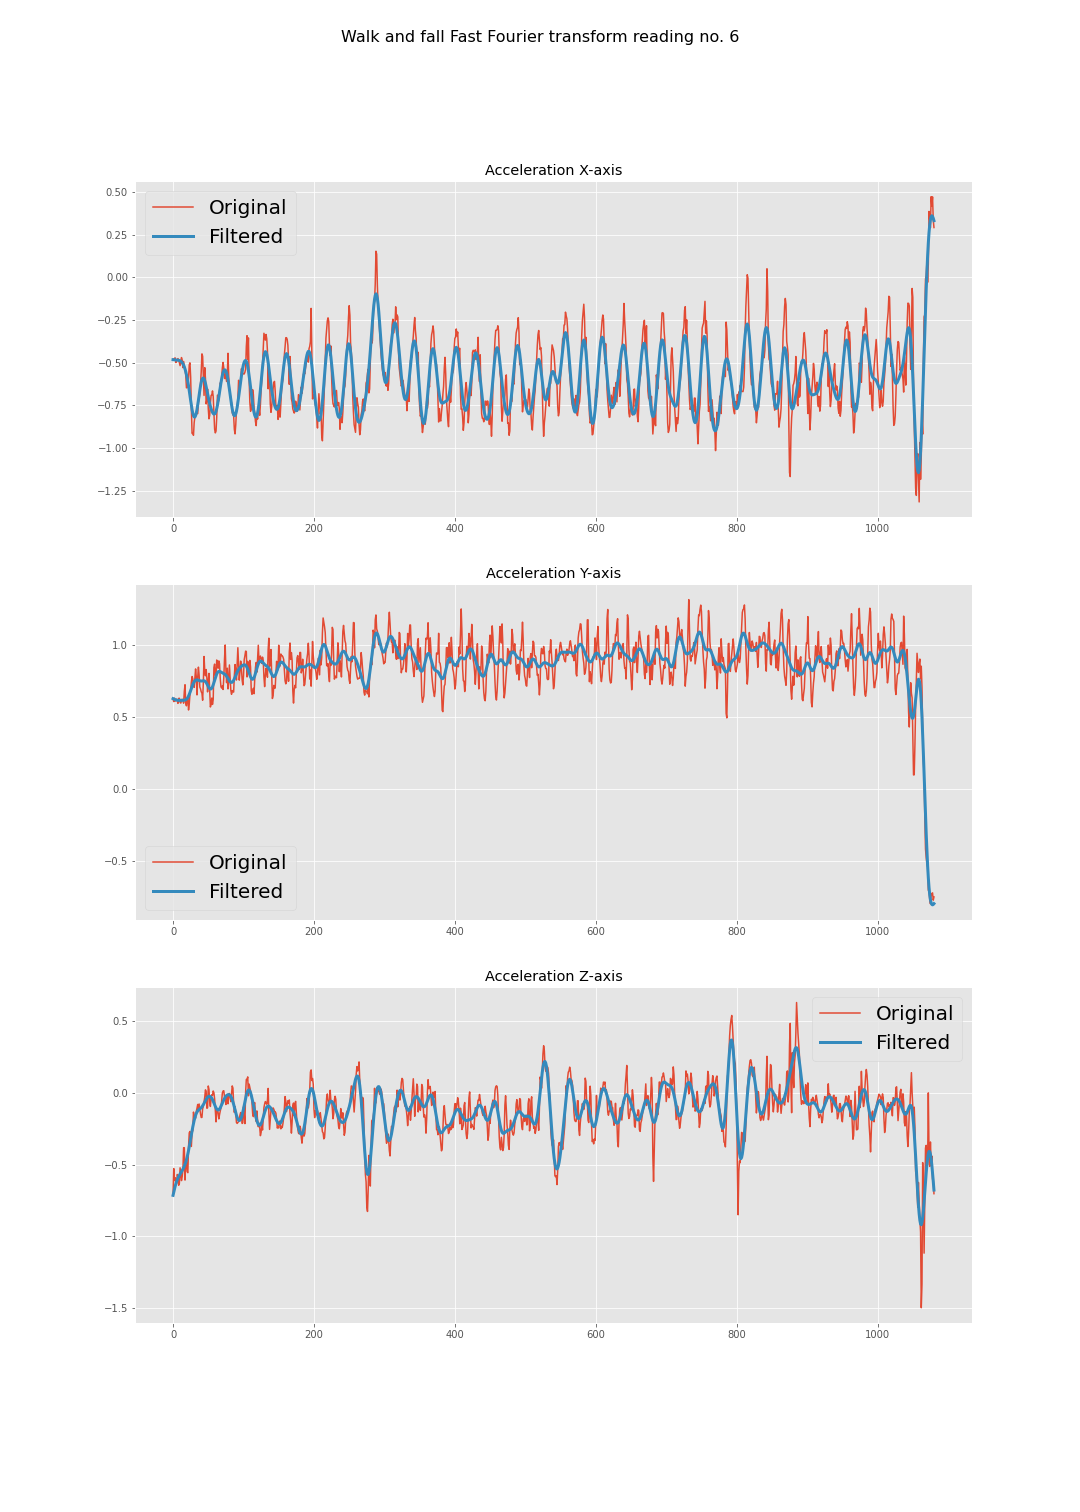 Walk and fall Fast Fourier transform reading no. 6
Acceleration X-axis
Original
Filtered
0.50
0.25
0.00
−0.25
−0.50
−0.75
−1.00
−1.25
0 200 400 600 800 1000
Acceleration Y-axis
1.0
0.5
0.0
−0.5
Original
Filtered
0 200 400 600 800 1000
Acceleration Z-axis
Original
Filtered
0.5
0.0
−0.5
−1.0
−1.5
0 200 400 600 800 1000